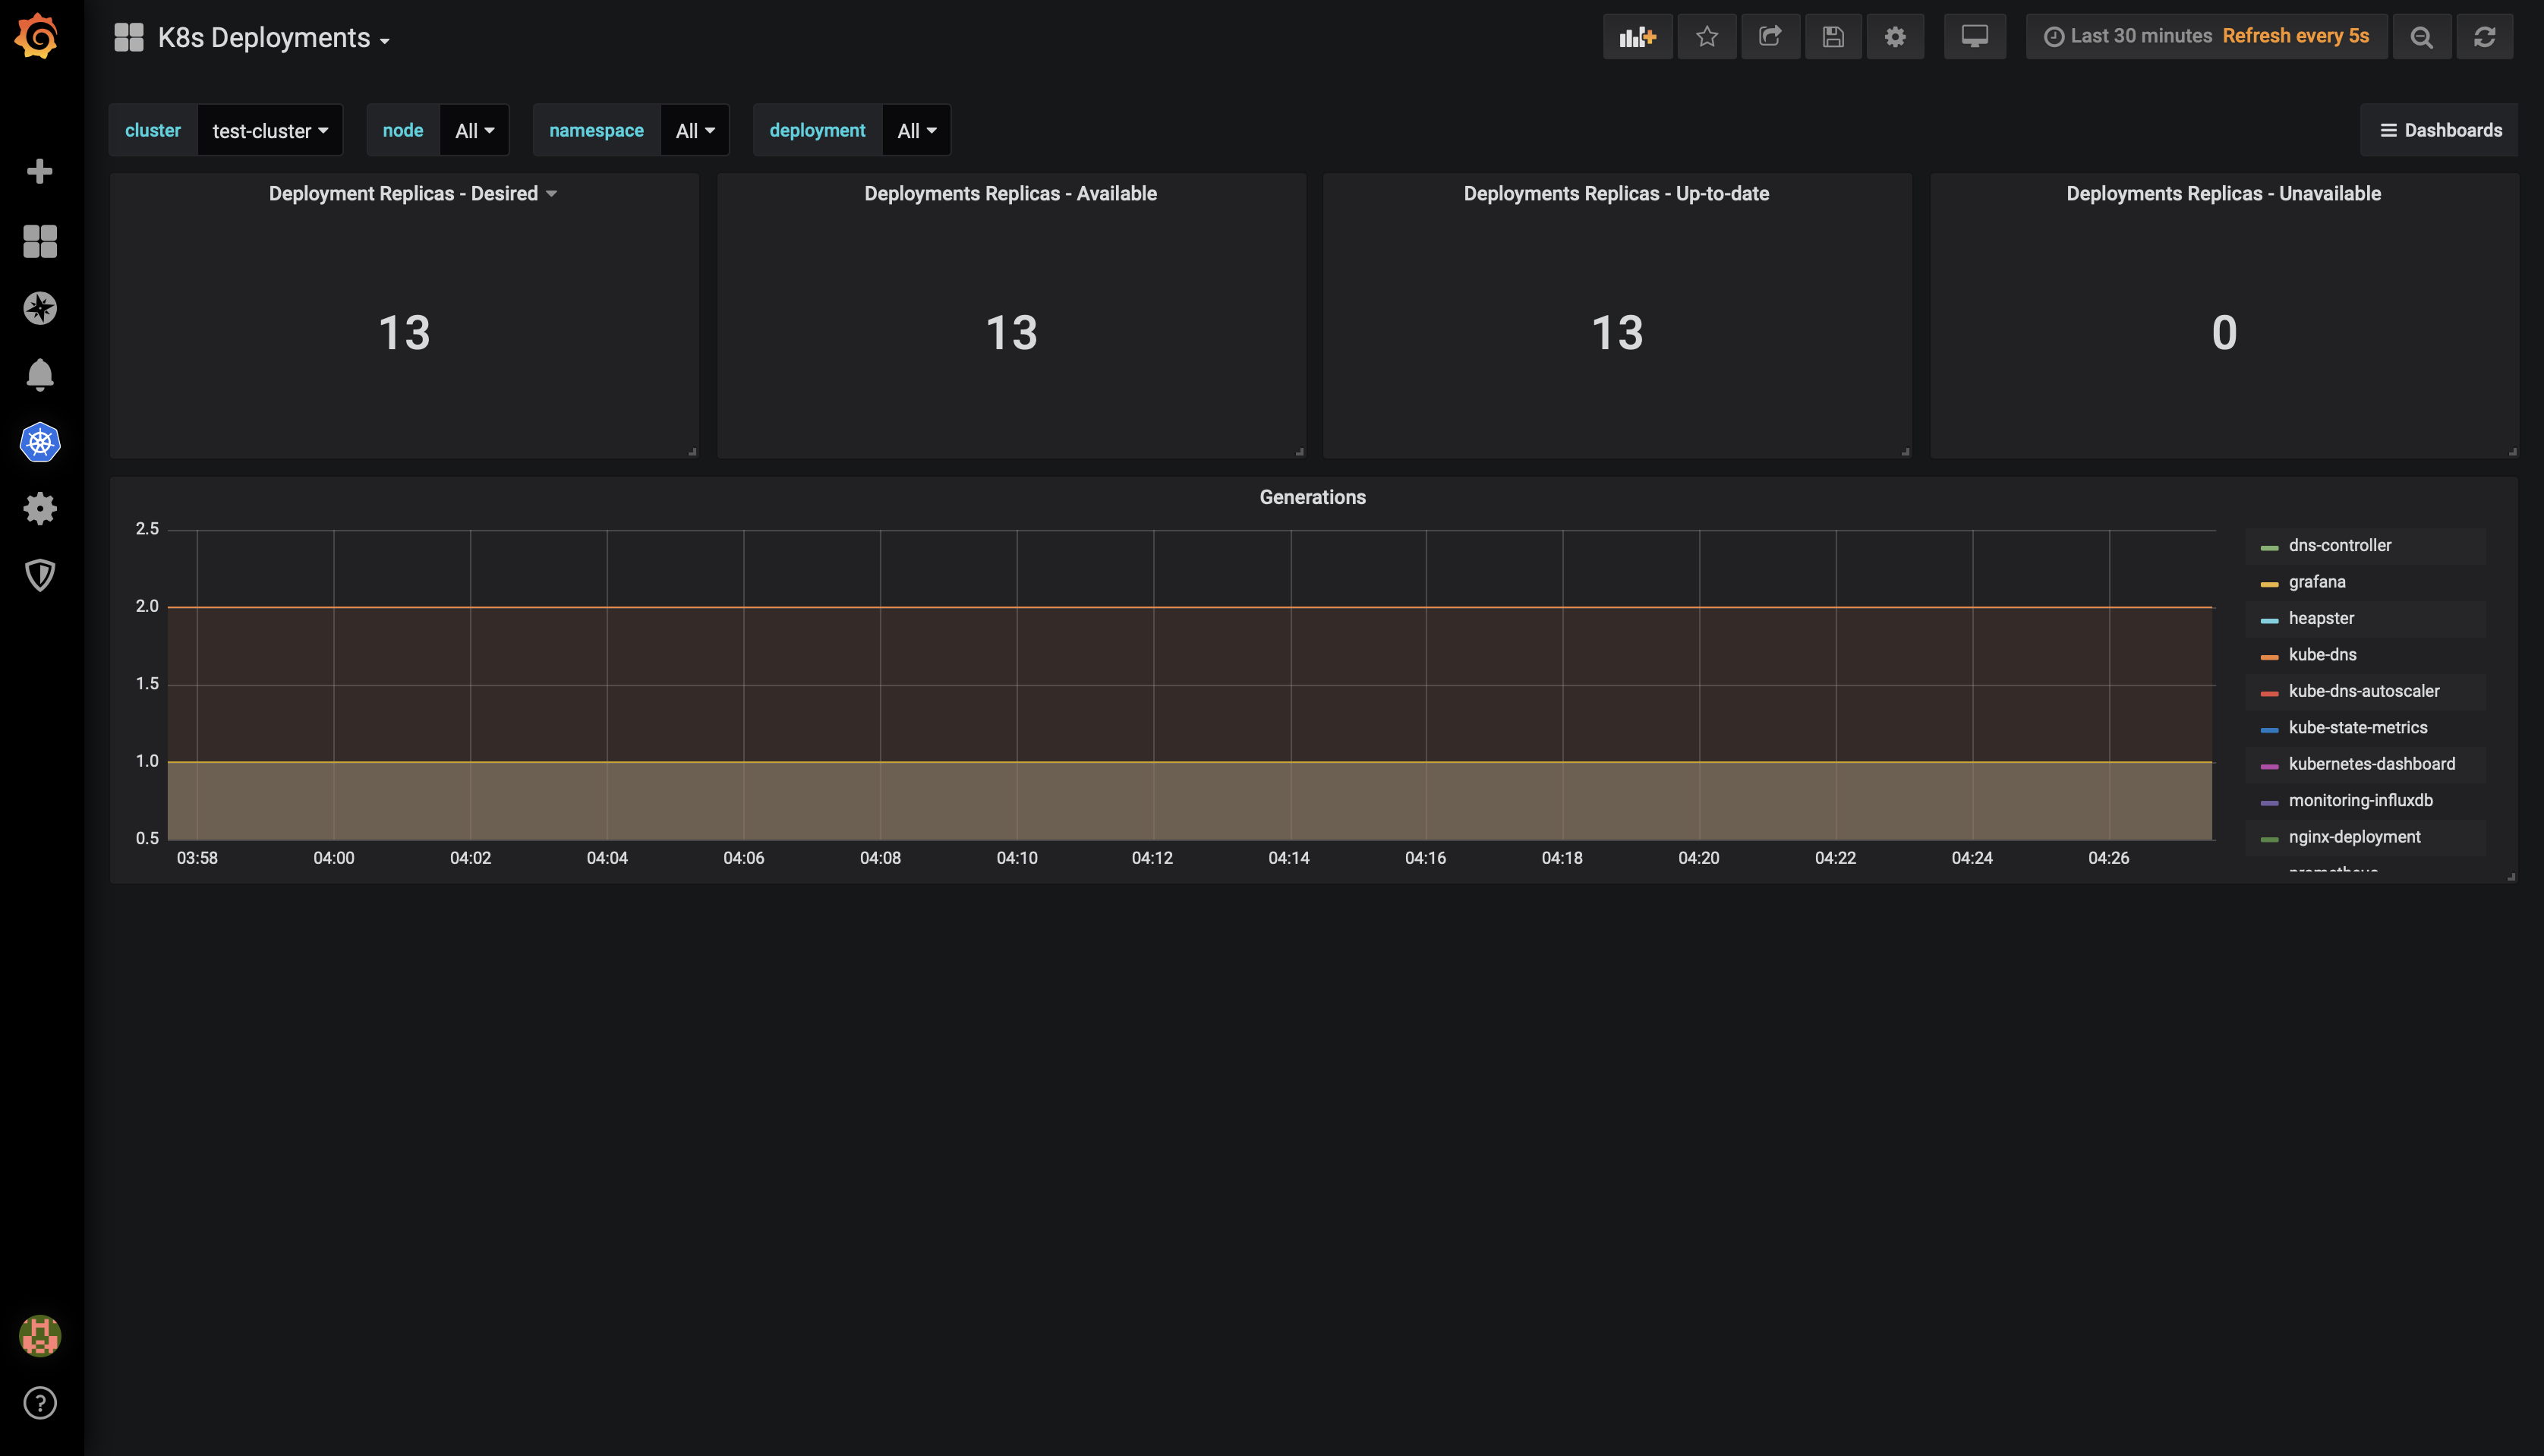 K8s Deployments
Last 30 minutes Refresh every 5s
cluster test-cluster node All namespace All deployment All
Dashboards
Deployment Replicas - Desired
13
Deployments Replicas - Available
13
Deployments Replicas - Up-to-date
13
Deployments Replicas - Unavailable
0
Generations
2.5
2.0
1.5
1.0
0.5
03:58 04:00 04:02 04:04 04:06 04:08 04:10 04:12 04:14 04:16 04:18 04:20 04:22 04:24 04:26
dns-controller
grafana
heapster
kube-dns
kube-dns-autoscaler
kube-state-metrics
kubernetes-dashboard
monitoring-influxdb
nginx-deployment